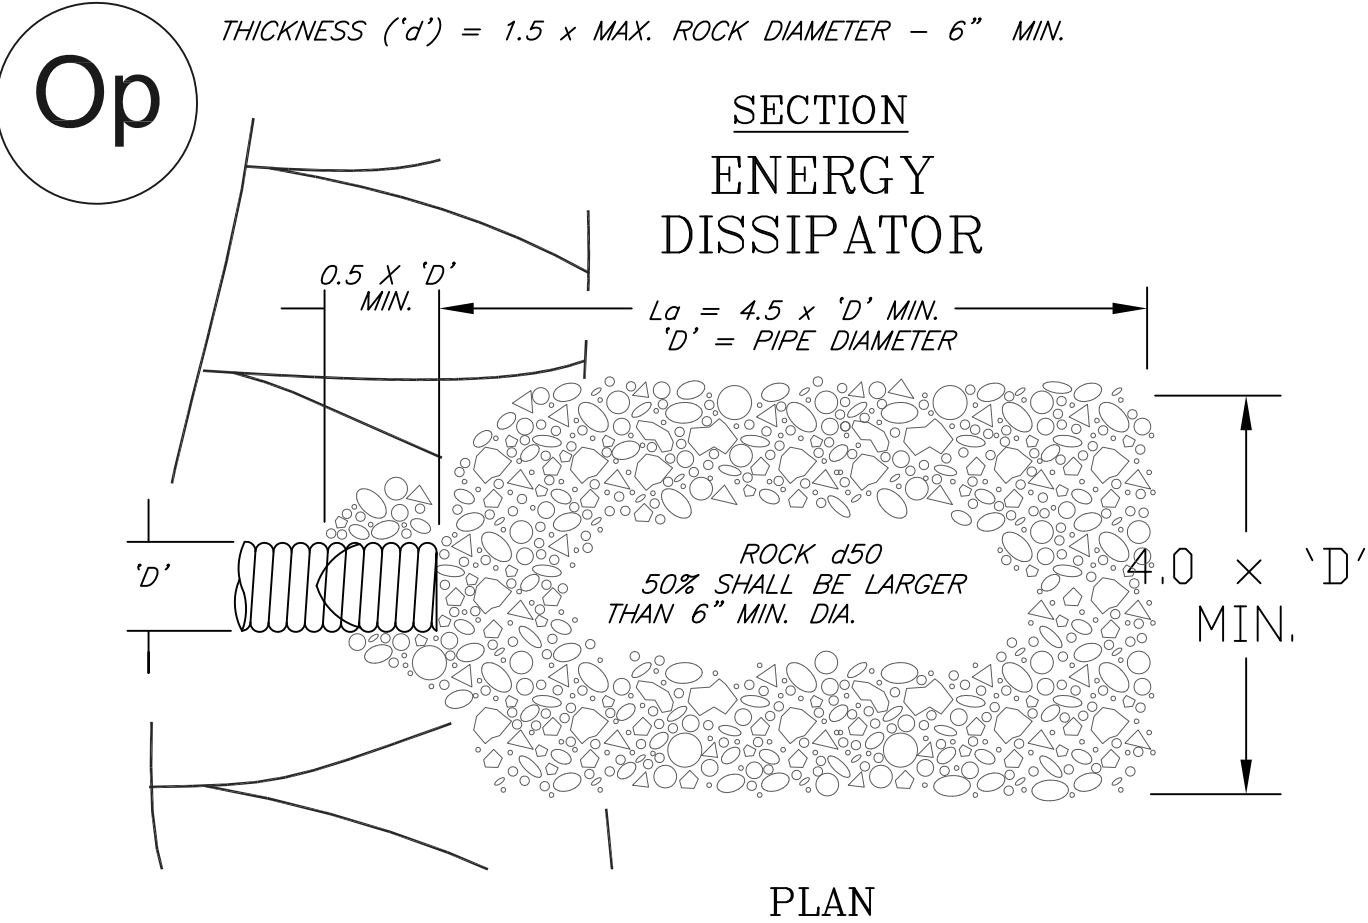 THICKNESS (‘d’) = 1.5 x MAX. ROCK DIAMETER – 6” MIN.
Op
SECTION
ENERGY
DISSIPATOR
0.5 X ‘D’
MIN.
La = 4.5 x ‘D’ MIN.
‘D’ = PIPE DIAMETER
ROCK d50
50% SHALL BE LARGER
THAN 6” MIN. DIA.
‘D’
4.0 x ‘D’
MIN.
PLAN